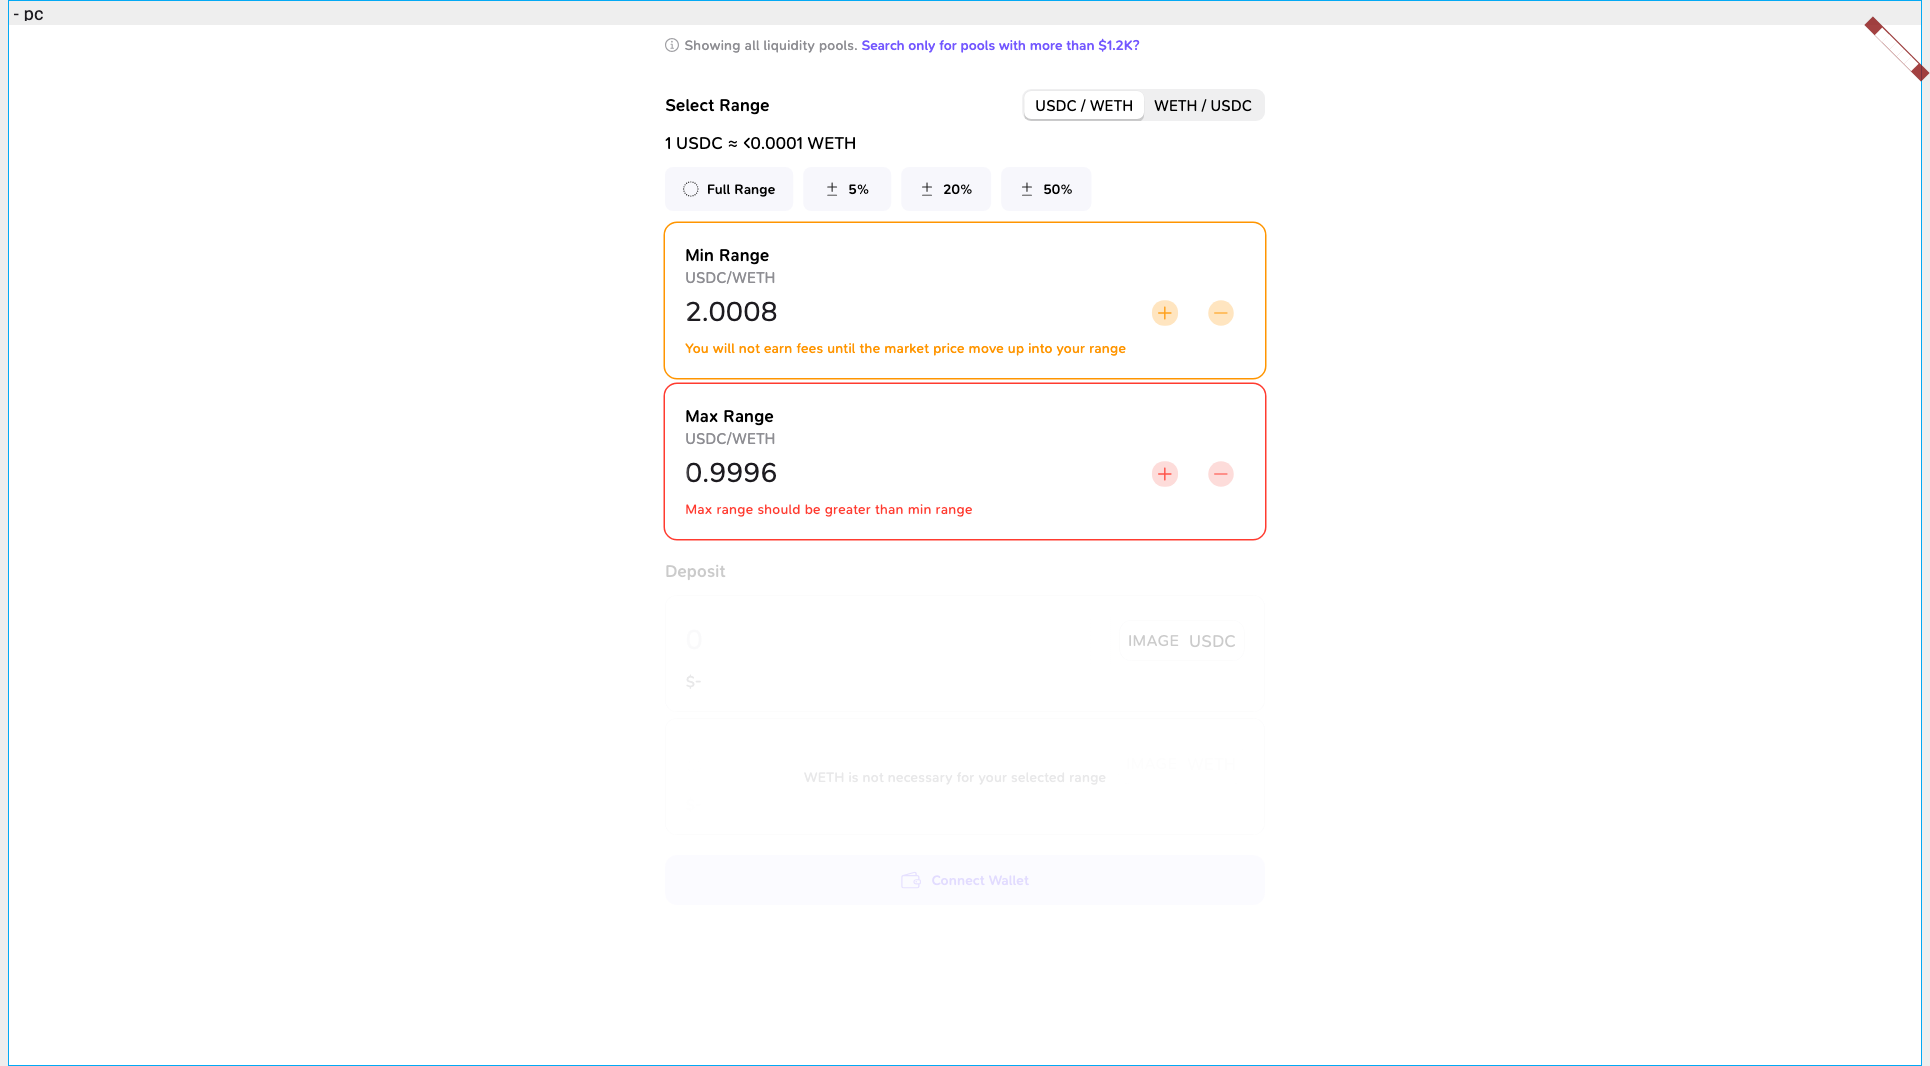 - pc
Showing all liquidity pools. Search only for pools with more than $1.2K?
Select Range
USDC / WETH WETH / USDC
1 USDC ≈ <0.0001 WETH
Full Range ± 5% ± 20% ± 50%
Min Range
USDC/WETH
2.0008
You will not earn fees until the market price move up into your range
Max Range
USDC/WETH
0.9996
Max range should be greater than min range
Deposit
0
IMAGE USDC
$-
WETH is not necessary for your selected range
Connect Wallet